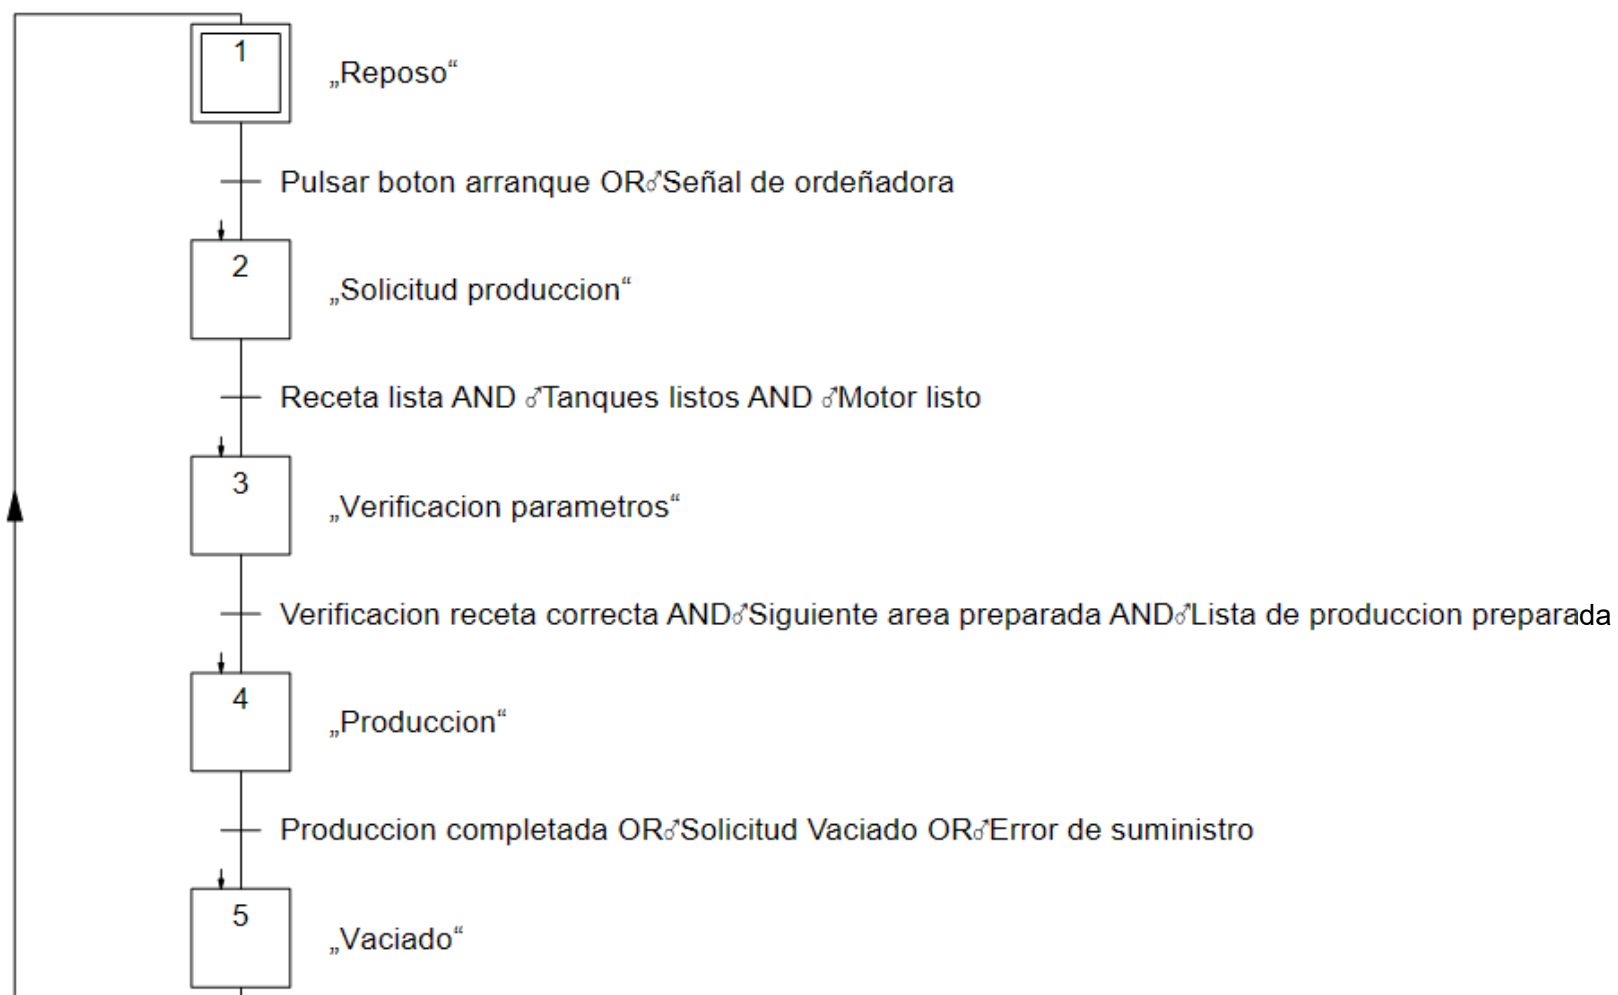 1
„Reposo“
Pulsar boton arranque OR♂Señal de ordeñadora
2
„Solicitud produccion“
Receta lista AND ♂Tanques listos AND ♂Motor listo
3
„Verificacion parametros“
Verificacion receta correcta AND♂Siguiente area preparada AND♂Lista de produccion preparada
4
„Produccion“
Produccion completada OR♂Solicitud Vaciado OR♂Error de suministro
5
„Vaciado“